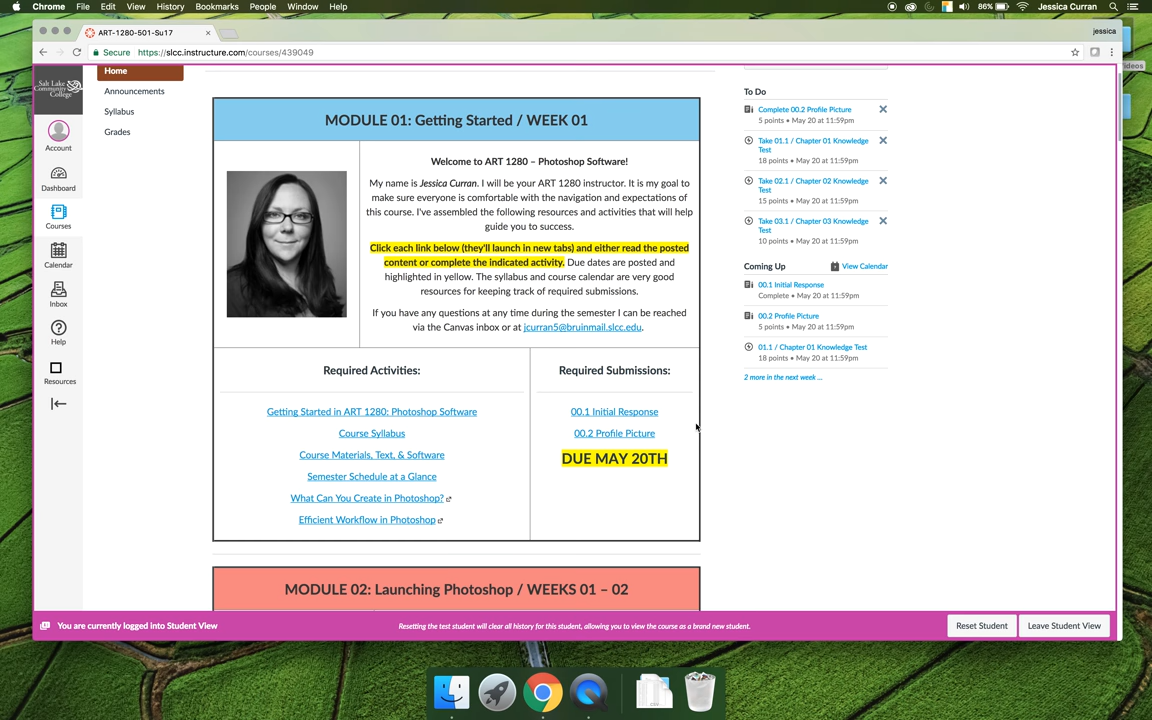 Chrome File Edit View History Bookmarks People Window Help 86% Jessica Curran
ART-1280-501-Su17
jessica
Secure https://slcc.instructure.com/courses/439049
Salt Lake
Community
College
Account
Dashboard
Courses
Calendar
Inbox
Help
Resources
Home
Announcements
Syllabus
Grades
MODULE 01: Getting Started / WEEK 01
Welcome to ART 1280 – Photoshop Software!
My name is Jessica Curran. I will be your ART 1280 instructor. It is my goal to
make sure everyone is comfortable with the navigation and expectations of
this course. I've assembled the following resources and activities that will help
guide you to success.
Click each link below (they'll launch in new tabs) and either read the posted
content or complete the indicated activity. Due dates are posted and
highlighted in yellow. The syllabus and course calendar are very good
resources for keeping track of required submissions.
If you have any questions at any time during the semester I can be reached
via the Canvas inbox or at jcurran5@bruinmail.slcc.edu.
Required Activities:
Getting Started in ART 1280: Photoshop Software
Course Syllabus
Course Materials, Text, & Software
Semester Schedule at a Glance
What Can You Create in Photoshop?
Efficient Workflow in Photoshop
Required Submissions:
00.1 Initial Response
00.2 Profile Picture
DUE MAY 20TH
MODULE 02: Launching Photoshop / WEEKS 01 – 02
To Do
Complete 00.2 Profile Picture
5 points • May 20 at 11:59pm
Take 01.1 / Chapter 01 Knowledge
Test
18 points • May 20 at 11:59pm
Take 02.1 / Chapter 02 Knowledge
Test
15 points • May 20 at 11:59pm
Take 03.1 / Chapter 03 Knowledge
Test
10 points • May 20 at 11:59pm
Coming Up View Calendar
00.1 Initial Response
Complete • May 20 at 11:59pm
00.2 Profile Picture
5 points • May 20 at 11:59pm
01.1 / Chapter 01 Knowledge Test
18 points • May 20 at 11:59pm
2 more in the next week ...
You are currently logged into Student View
Resetting the test student will clear all history for this student, allowing you to view the course as a brand new student.
Reset Student
Leave Student View